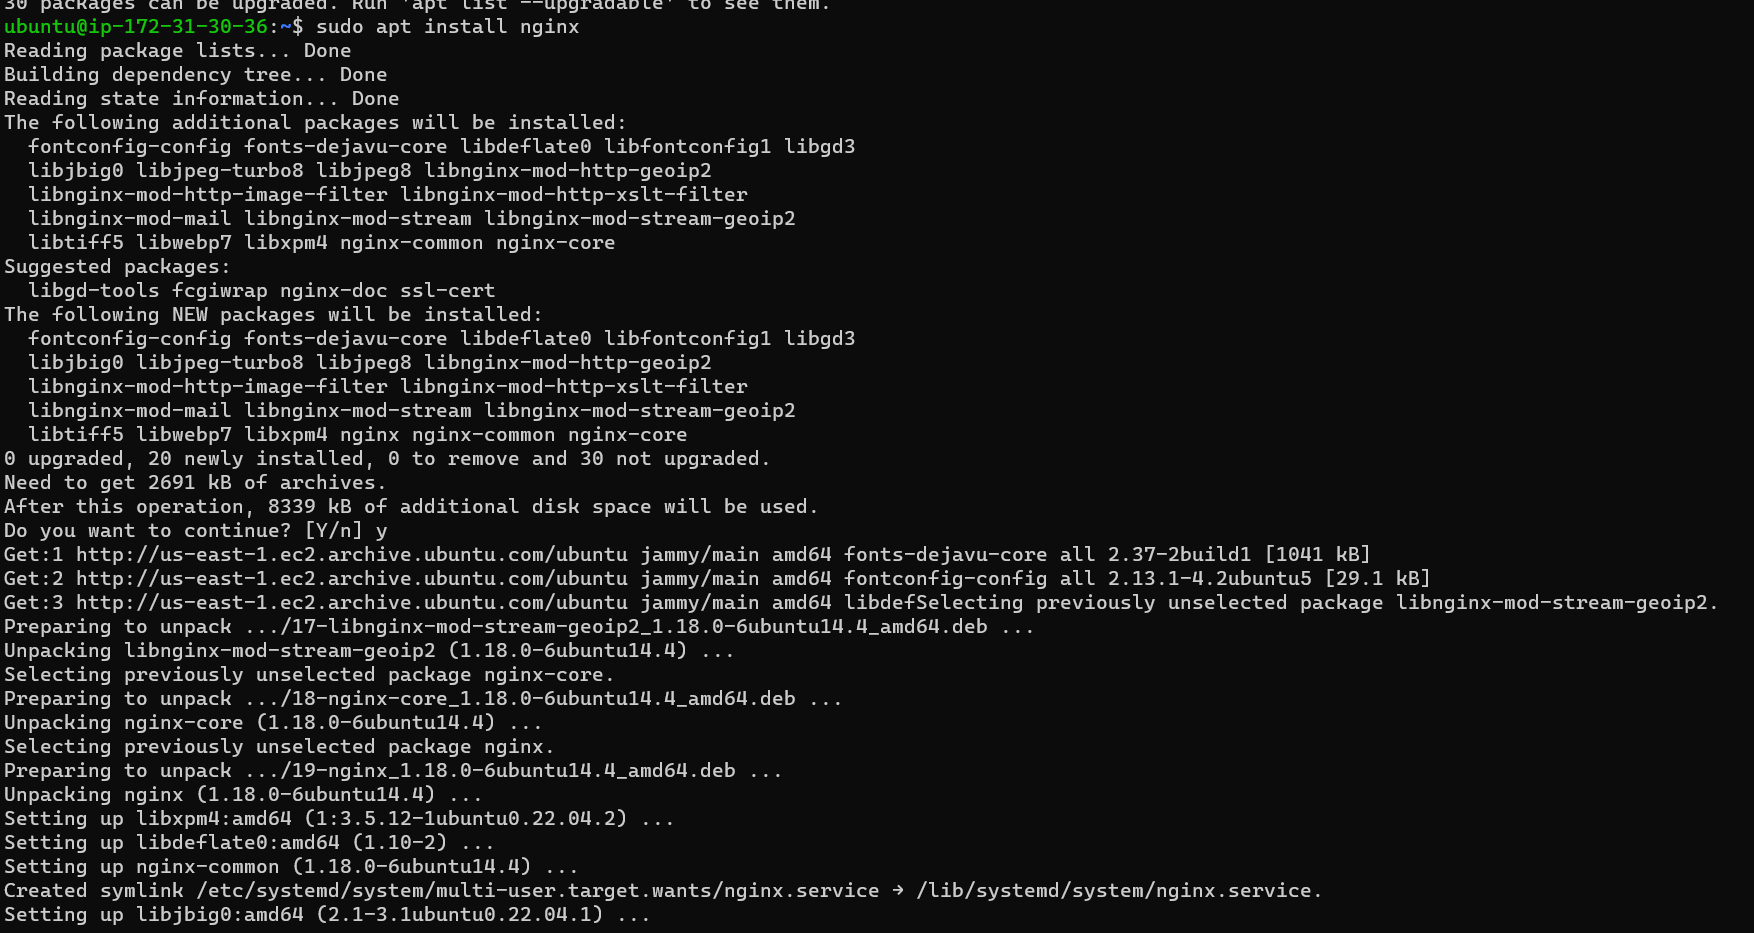 30 packages can be upgraded. Run 'apt list --upgradable' to see them.
ubuntu@ip-172-31-30-36:~$ sudo apt install nginx
Reading package lists... Done
Building dependency tree... Done
Reading state information... Done
The following additional packages will be installed:
  fontconfig-config fonts-dejavu-core libdeflate0 libfontconfig1 libgd3
  libjbig0 libjpeg-turbo8 libjpeg8 libnginx-mod-http-geoip2
  libnginx-mod-http-image-filter libnginx-mod-http-xslt-filter
  libnginx-mod-mail libnginx-mod-stream libnginx-mod-stream-geoip2
  libtiff5 libwebp7 libxpm4 nginx-common nginx-core
Suggested packages:
  libgd-tools fcgiwrap nginx-doc ssl-cert
The following NEW packages will be installed:
  fontconfig-config fonts-dejavu-core libdeflate0 libfontconfig1 libgd3
  libjbig0 libjpeg-turbo8 libjpeg8 libnginx-mod-http-geoip2
  libnginx-mod-http-image-filter libnginx-mod-http-xslt-filter
  libnginx-mod-mail libnginx-mod-stream libnginx-mod-stream-geoip2
  libtiff5 libwebp7 libxpm4 nginx nginx-common nginx-core
0 upgraded, 20 newly installed, 0 to remove and 30 not upgraded.
Need to get 2691 kB of archives.
After this operation, 8339 kB of additional disk space will be used.
Do you want to continue? [Y/n] y
Get:1 http://us-east-1.ec2.archive.ubuntu.com/ubuntu jammy/main amd64 fonts-dejavu-core all 2.37-2build1 [1041 kB]
Get:2 http://us-east-1.ec2.archive.ubuntu.com/ubuntu jammy/main amd64 fontconfig-config all 2.13.1-4.2ubuntu5 [29.1 kB]
Get:3 http://us-east-1.ec2.archive.ubuntu.com/ubuntu jammy/main amd64 libdefSelecting previously unselected package libnginx-mod-stream-geoip2.
Preparing to unpack .../17-libnginx-mod-stream-geoip2_1.18.0-6ubuntu14.4_amd64.deb ...
Unpacking libnginx-mod-stream-geoip2 (1.18.0-6ubuntu14.4) ...
Selecting previously unselected package nginx-core.
Preparing to unpack .../18-nginx-core_1.18.0-6ubuntu14.4_amd64.deb ...
Unpacking nginx-core (1.18.0-6ubuntu14.4) ...
Selecting previously unselected package nginx.
Preparing to unpack .../19-nginx_1.18.0-6ubuntu14.4_amd64.deb ...
Unpacking nginx (1.18.0-6ubuntu14.4) ...
Setting up libxpm4:amd64 (1:3.5.12-1ubuntu0.22.04.2) ...
Setting up libdeflate0:amd64 (1.10-2) ...
Setting up nginx-common (1.18.0-6ubuntu14.4) ...
Created symlink /etc/systemd/system/multi-user.target.wants/nginx.service → /lib/systemd/system/nginx.service.
Setting up libjbig0:amd64 (2.1-3.1ubuntu0.22.04.1) ...